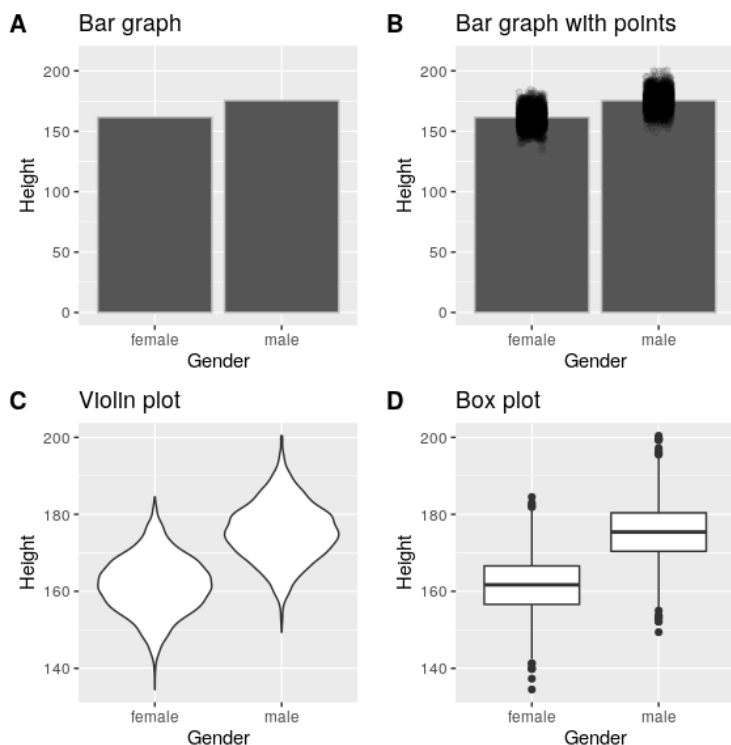 A Bar graph
200
150
100
50
0
Height
female male
Gender
B Bar graph with points
200
150
100
50
0
Height
female male
Gender
C Violin plot
200
180
160
140
Height
female male
Gender
D Box plot
200
180
160
140
Height
female male
Gender